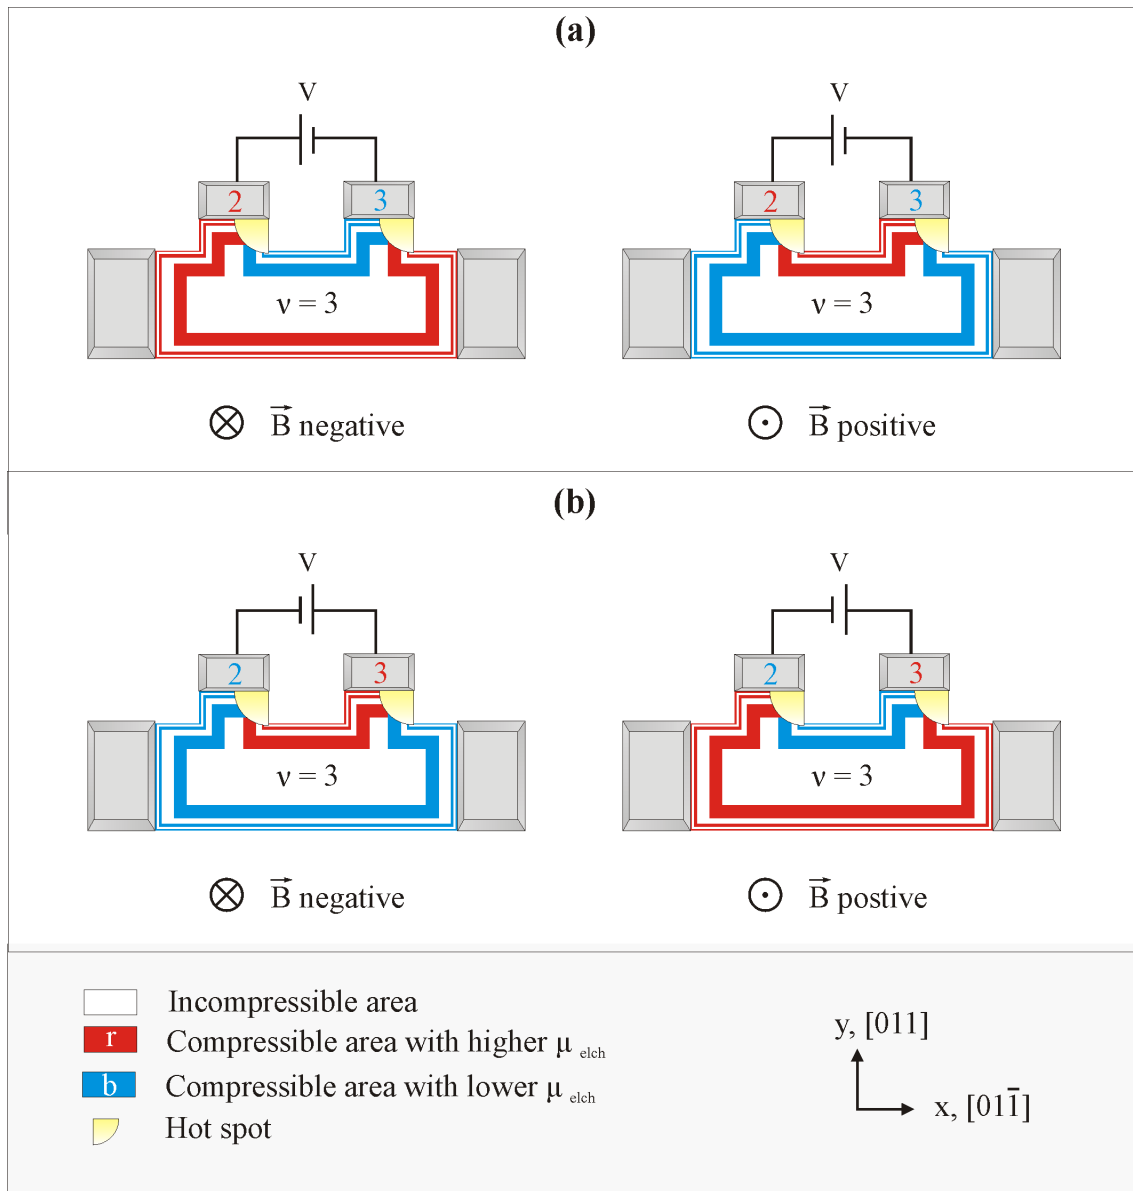 (a)
V
V
2
3
2
3
ν = 3
ν = 3
B negative
B positive
(b)
V
V
2
3
2
3
ν = 3
ν = 3
B negative
B postive
Incompressible area
r Compressible area with higher μ elch
b Compressible area with lower μ elch
Hot spot
y, [011]
x, [011̅]